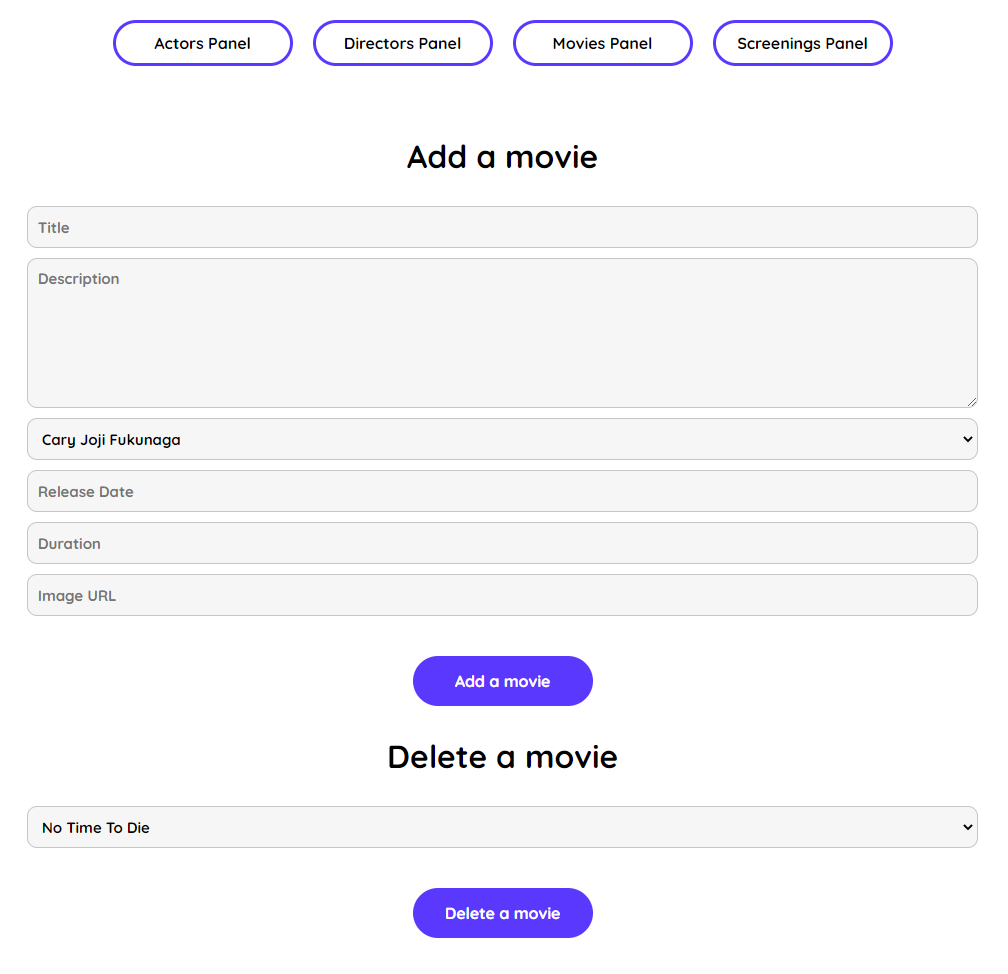 Actors Panel Directors Panel Movies Panel Screenings Panel
Add a movie
Title
Description
Cary Joji Fukunaga
Release Date
Duration
Image URL
Add a movie
Delete a movie
No Time To Die
Delete a movie